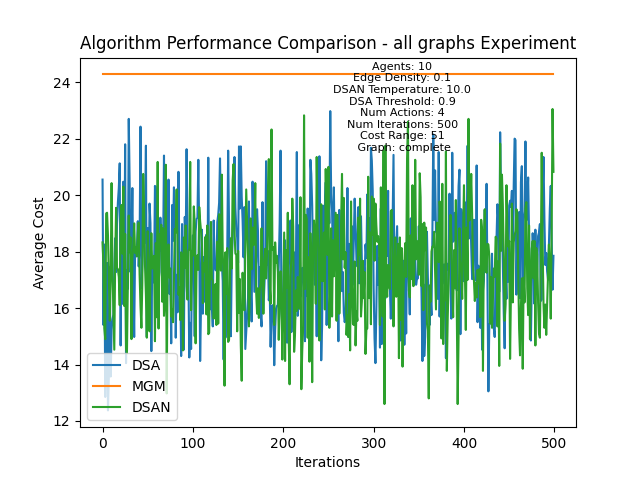 Algorithm Performance Comparison - all graphs Experiment
Agents: 10
Edge Density: 0.1
DSAN Temperature: 10.0
DSA Threshold: 0.9
Num Actions: 4
Num Iterations: 500
Cost Range: 51
Graph: complete
Average Cost
24
22
20
18
16
14
12
DSA
MGM
DSAN
0
100
200
300
400
500
Iterations